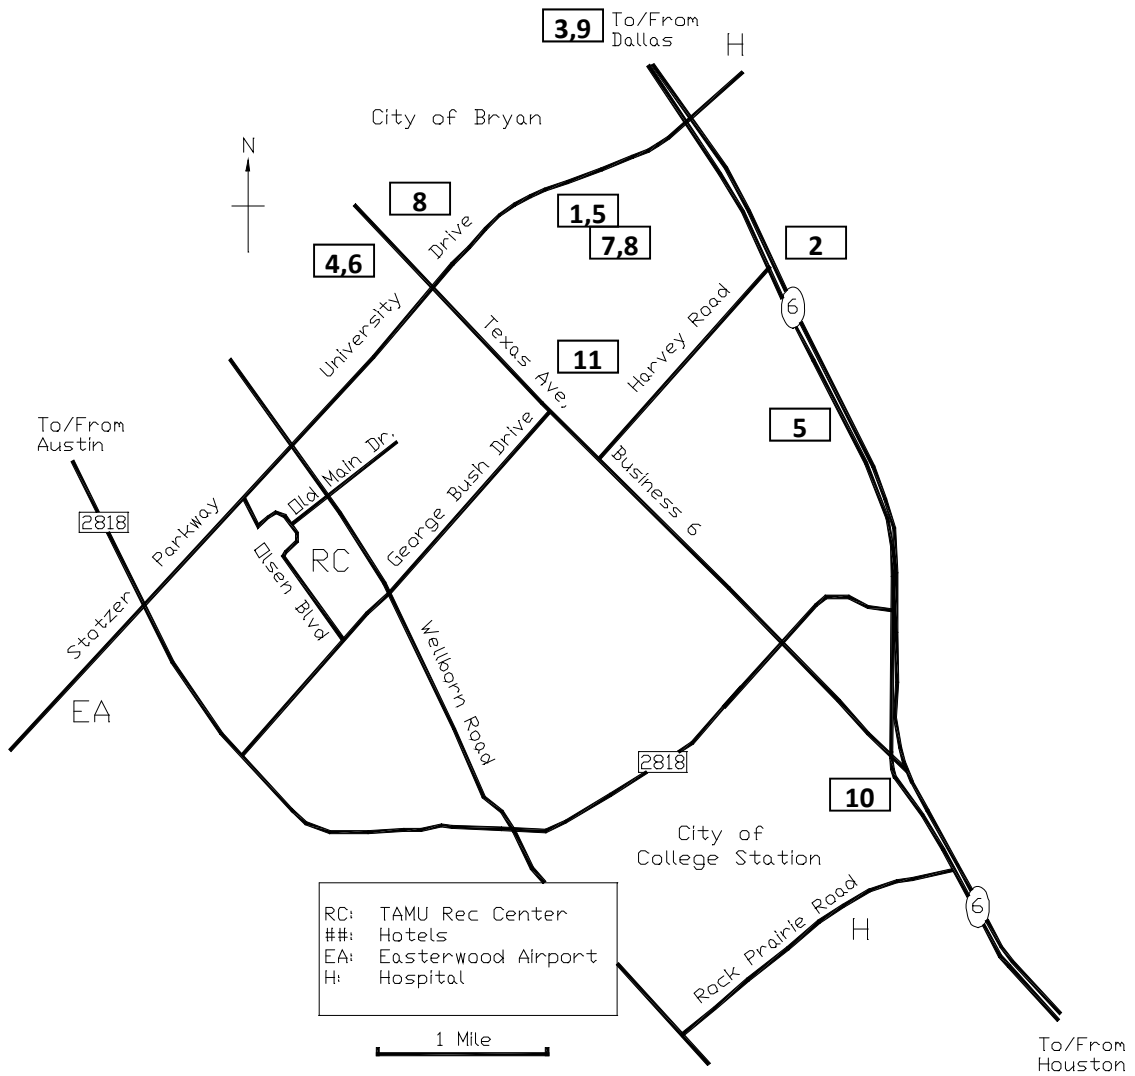 3,9
To/From
Dallas
H
City of Bryan
N
8
1,5
7,8
2
4,6
University
Drive
6
Texas Ave,
Business 6
11
Harvey Road
To/From
Austin
5
2818
Old Main Dr.
George Bush Drive
Stotzer
Parkway
RC
Olsen Blvd
Wellborn Road
EA
2818
10
City of
College Station
6
Rock Prairie Road
H
RC: TAMU Rec Center
##: Hotels
EA: Easterwood Airport
H: Hospital
1 Mile
To/From
Houston